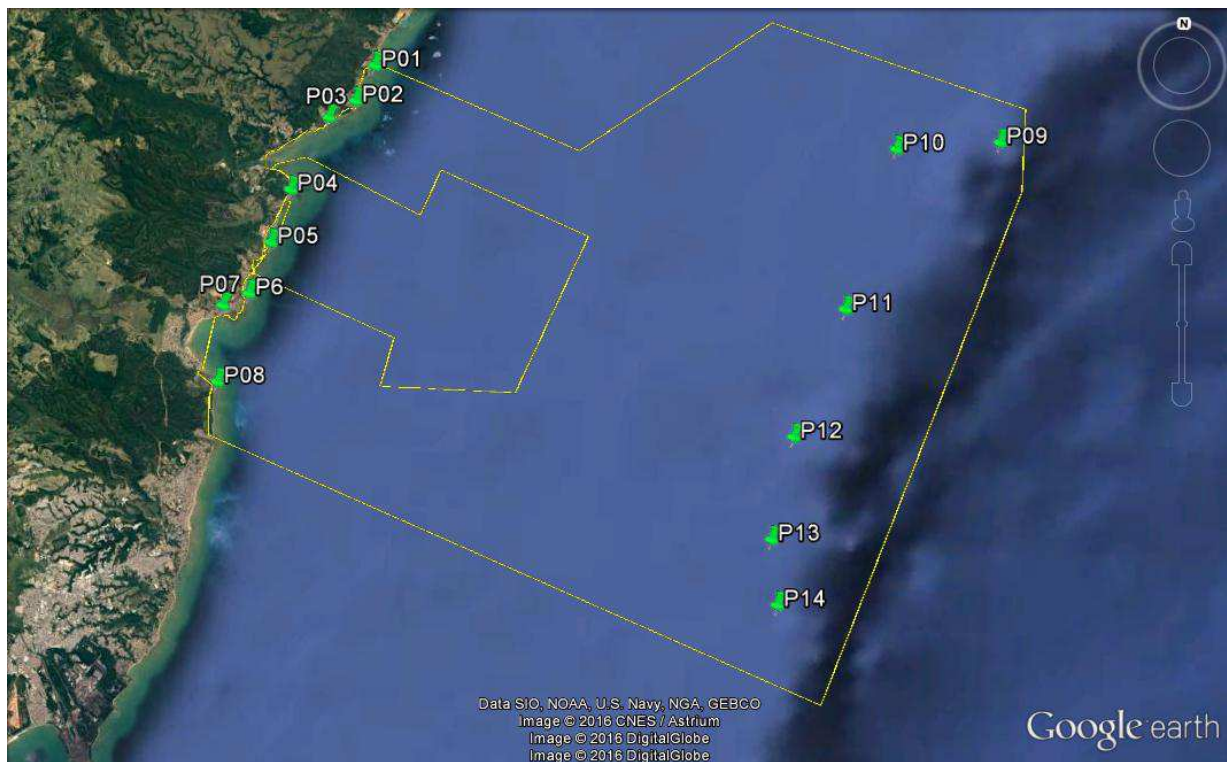 N
P01
P02
P03
P04
P05
P6
P07
P08
P09
P10
P11
P12
P13
P14
Data SIO, NOAA, U.S. Navy, NGA, GEBCO
Image © 2016 CNES / Astrium
Image © 2016 DigitalGlobe
Image © 2016 DigitalGlobe
Google earth